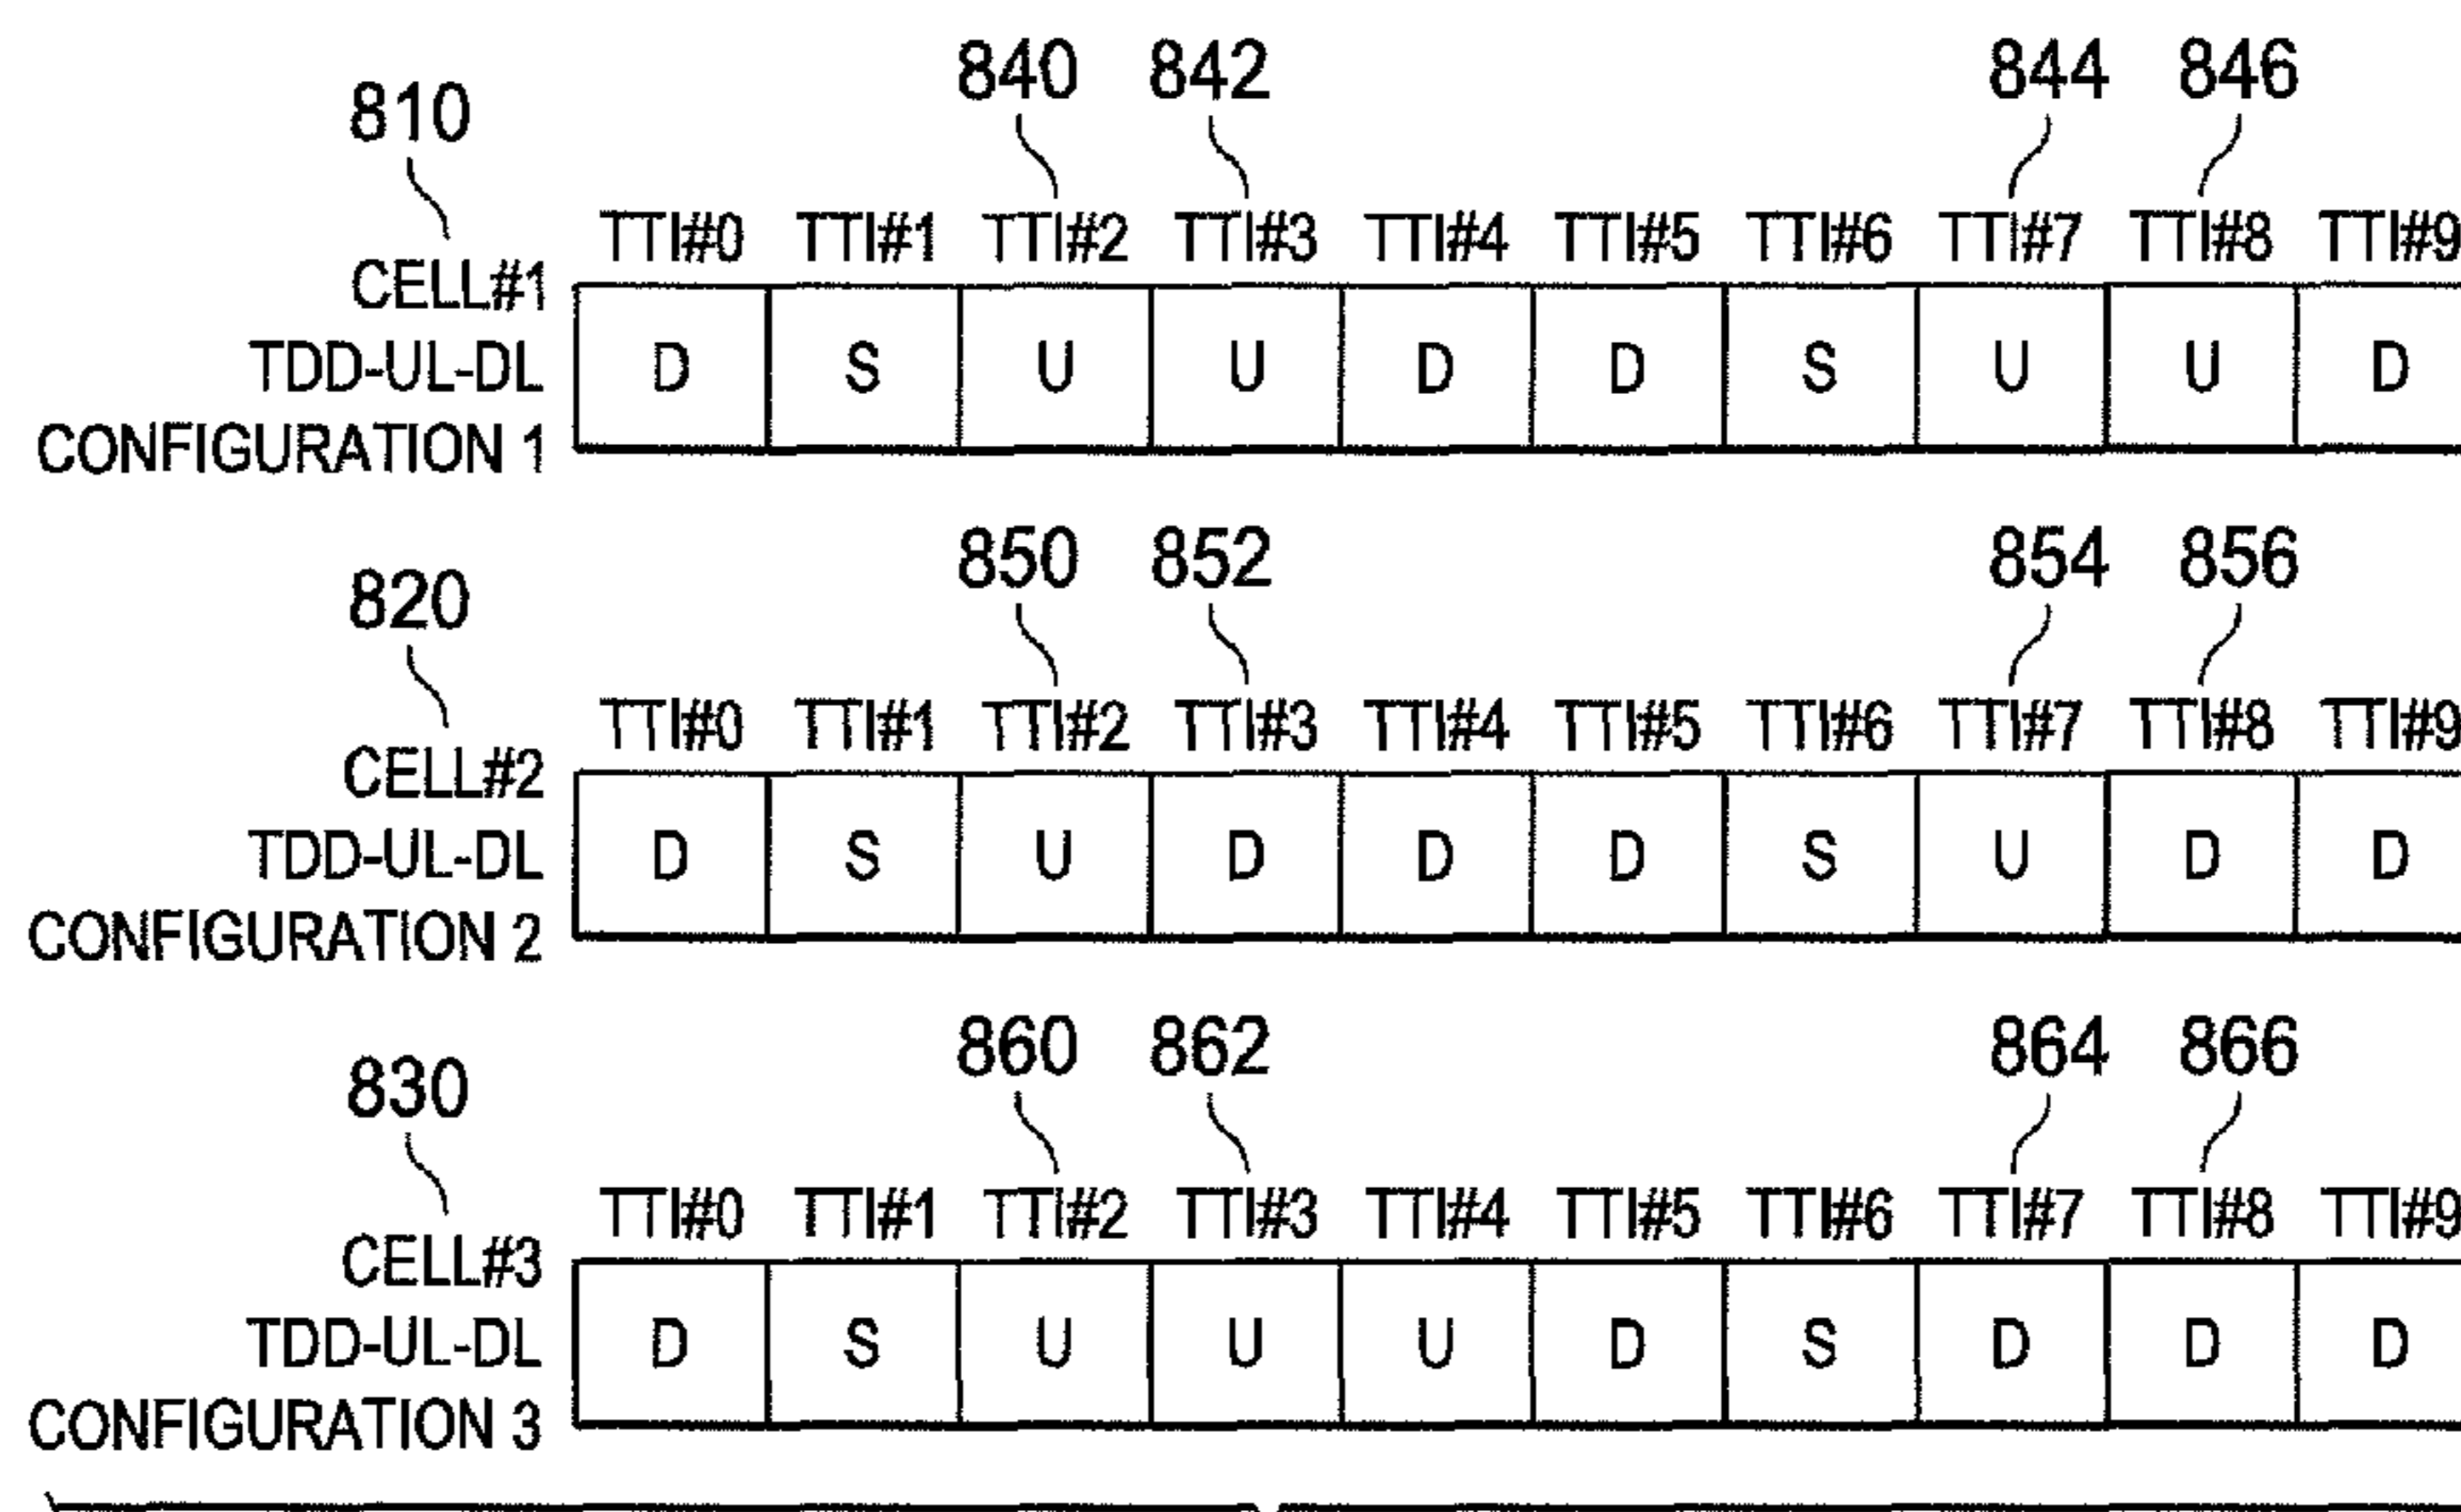 840 842 844 846
810
TTI#0 TTI#1 TTI#2 TTI#3 TTI#4 TTI#5 TTI#6 TTI#7 TTI#8 TTI#9
CELL#1
TDD-UL-DL
CONFIGURATION 1
D S U U D D S U U D
850 852 854 856
820
TTI#0 TTI#1 TTI#2 TTI#3 TTI#4 TTI#5 TTI#6 TTI#7 TTI#8 TTI#9
CELL#2
TDD-UL-DL
CONFIGURATION 2
D S U D D D S U D D
860 862 864 866
830
TTI#0 TTI#1 TTI#2 TTI#3 TTI#4 TTI#5 TTI#6 TTI#7 TTI#8 TTI#9
CELL#3
TDD-UL-DL
CONFIGURATION 3
D S U U U D S D D D